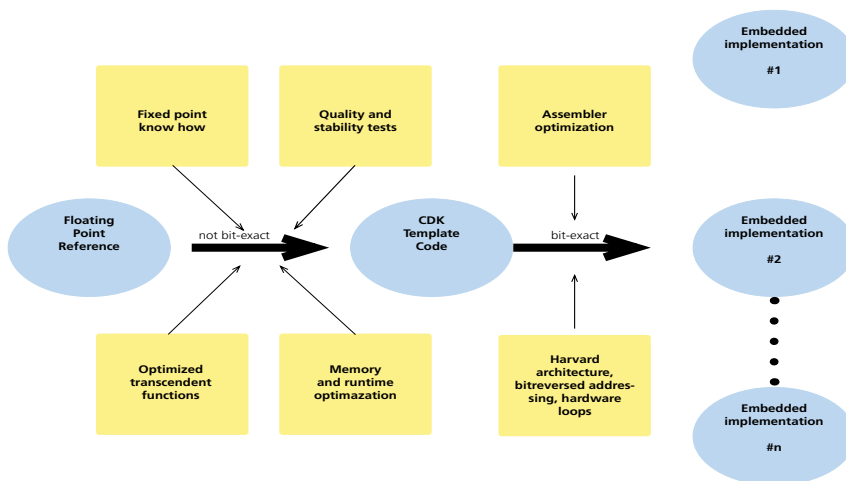 Embedded
implementation
#1
Fixed point
know how
Quality and
stability tests
Assembler
optimization
Floating
Point
Reference
not bit-exact
CDK
Template
Code
bit-exact
Embedded
implementation
#2
Optimized
transcendent
functions
Memory
and runtime
optimazation
Harvard
architecture,
bitreversed addres-
sing, hardware
loops
Embedded
implementation
#n